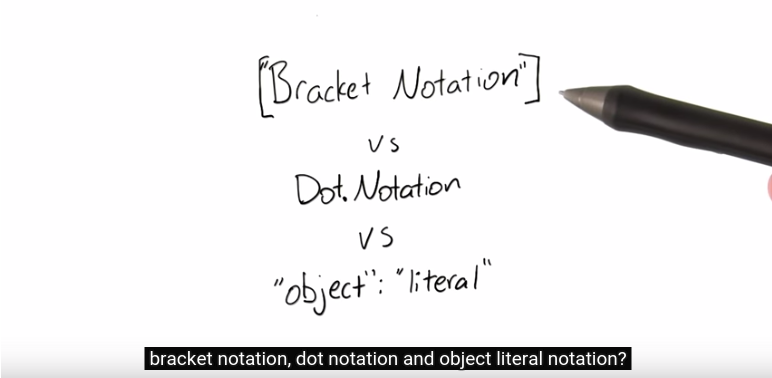 ["Bracket Notation"]
vs
Dot.Notation
vs
"object": "literal"
bracket notation, dot notation and object literal notation?